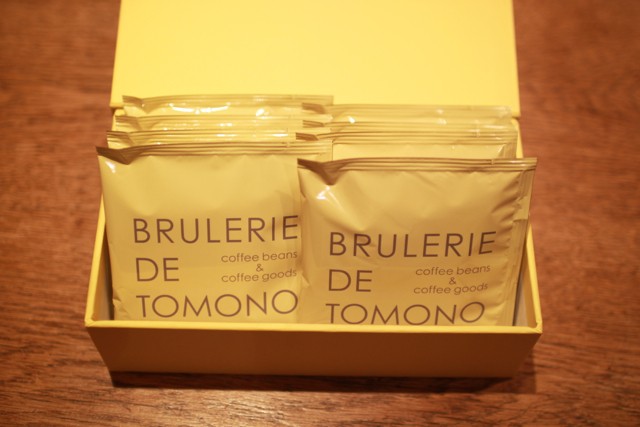 BRULERIE
coffee beans
DE
&
coffee goods
TOMONO
BRULERIE
coffee beans
DE
&
coffee goods
TOMONO